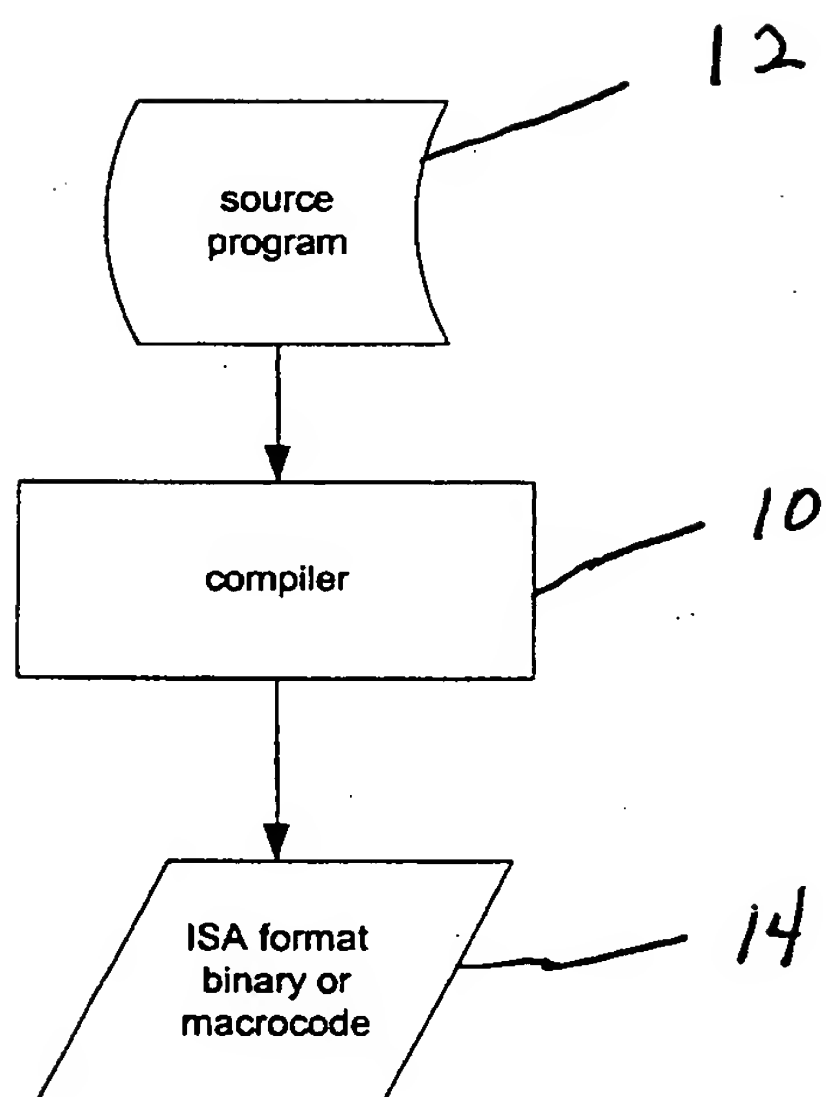 12
source
program
10
compiler
14
ISA format
binary or
macrocode